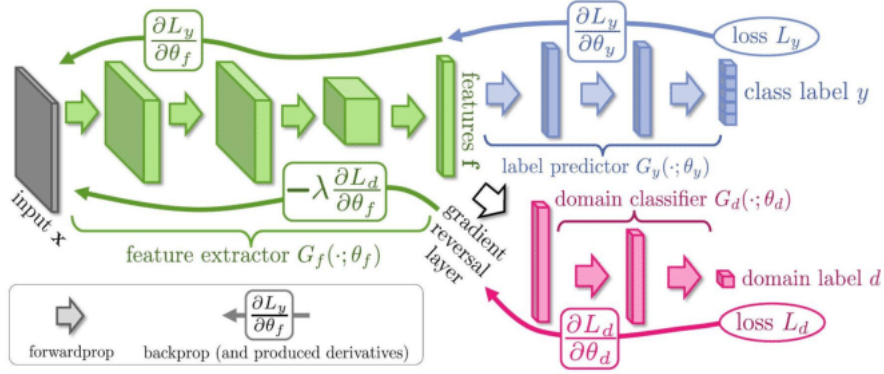 ∂L_y/∂θ_f
∂L_y/∂θ_y
loss L_y
features f
class label y
label predictor G_y(·;θ_y)
input x
−λ ∂L_d/∂θ_f
feature extractor G_f(·;θ_f)
gradient
reversal
layer
domain classifier G_d(·;θ_d)
domain label d
∂L_d/∂θ_d
loss L_d
∂L_y/∂θ_f
forwardprop
backprop (and produced derivatives)